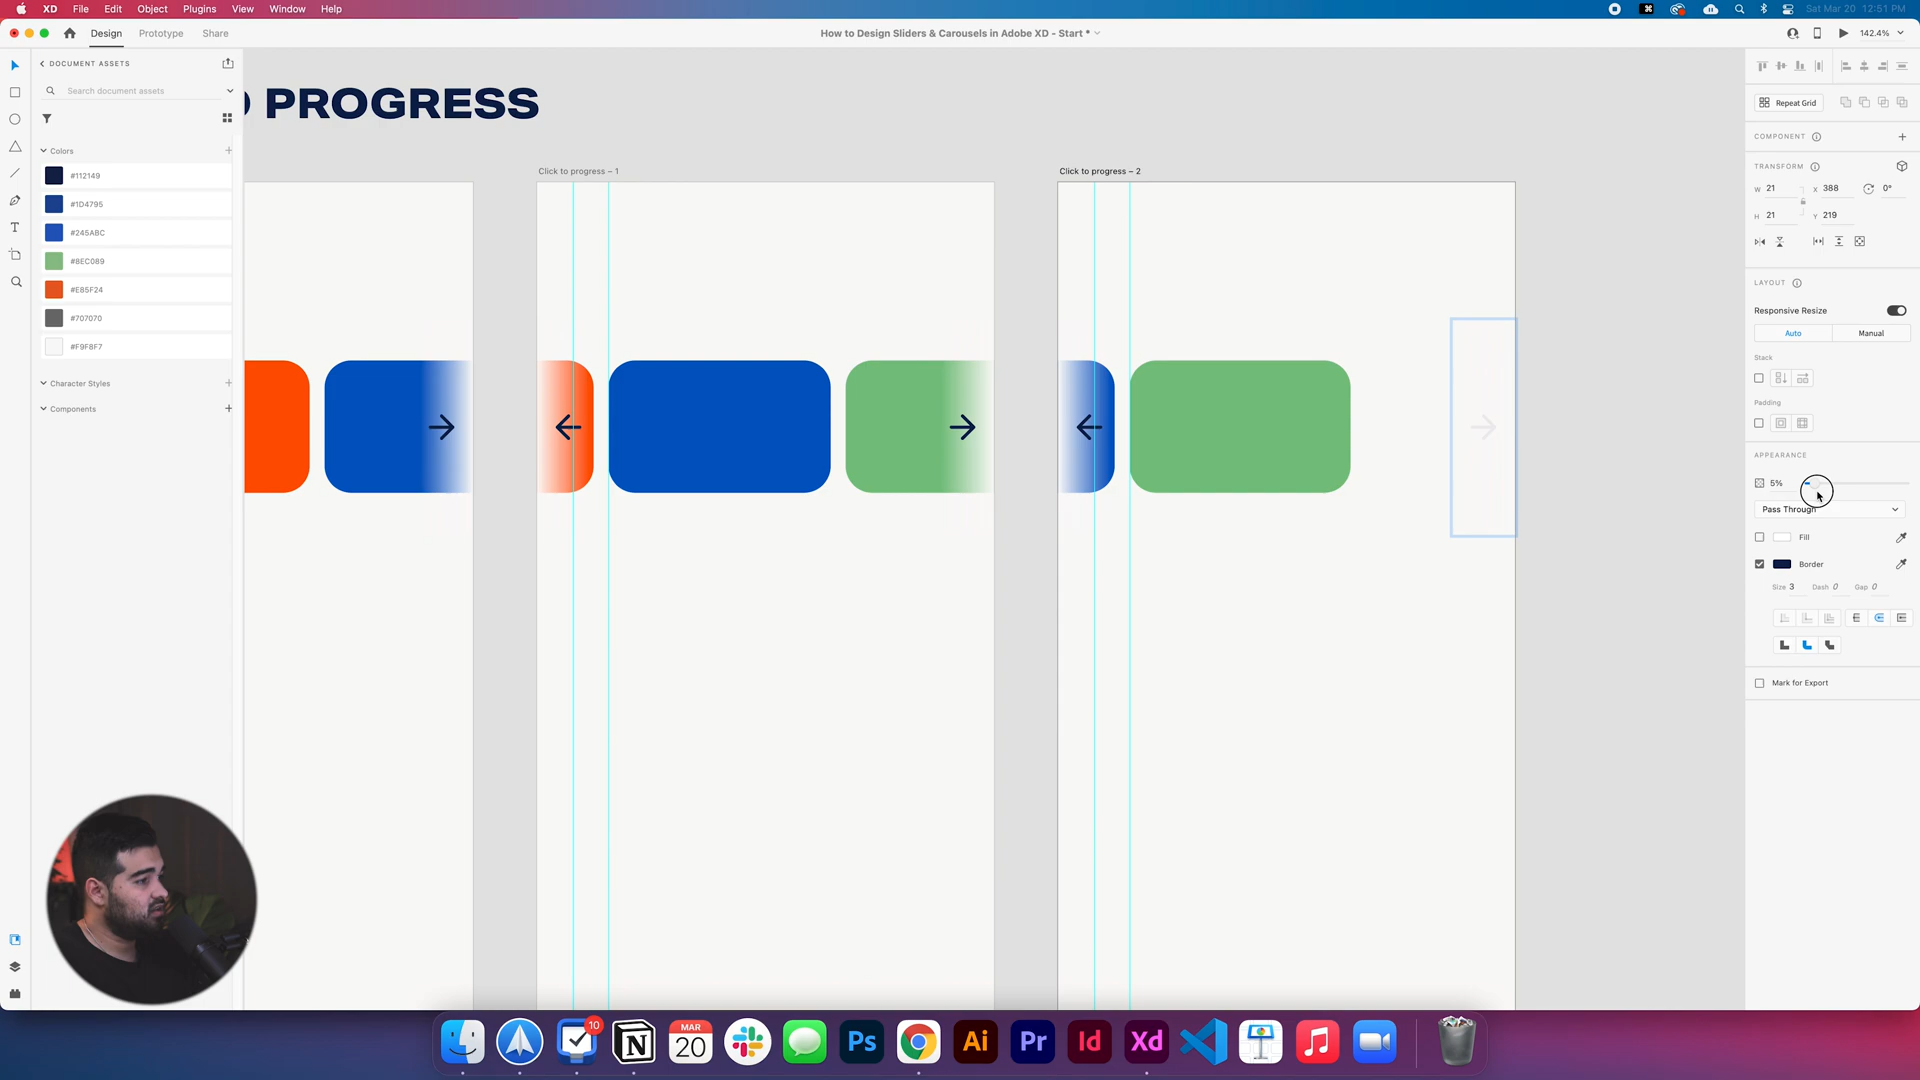 XD File Edit Object Plugins View Window Help
Sat Mar 20 12:51 PM
Design Prototype Share
How to Design Sliders & Carousels in Adobe XD - Start *
142.4%
DOCUMENT ASSETS
Search document assets
Colors
#112149
#1D4795
#245ABC
#8EC089
#E85F24
#707070
#F9F8F7
Character Styles
Components
PROGRESS
Click to progress – 1
Click to progress – 2
Repeat Grid
COMPONENT
TRANSFORM
W 21 X 388 0°
H 21 Y 219
LAYOUT
Responsive Resize
Auto Manual
Stack
Padding
APPEARANCE
5%
Pass Through
Fill
Border
Size 3 Dash 0 Gap 0
Mark for Export
10
MAR
20
Ps
Ai
Pr
Id
Xd